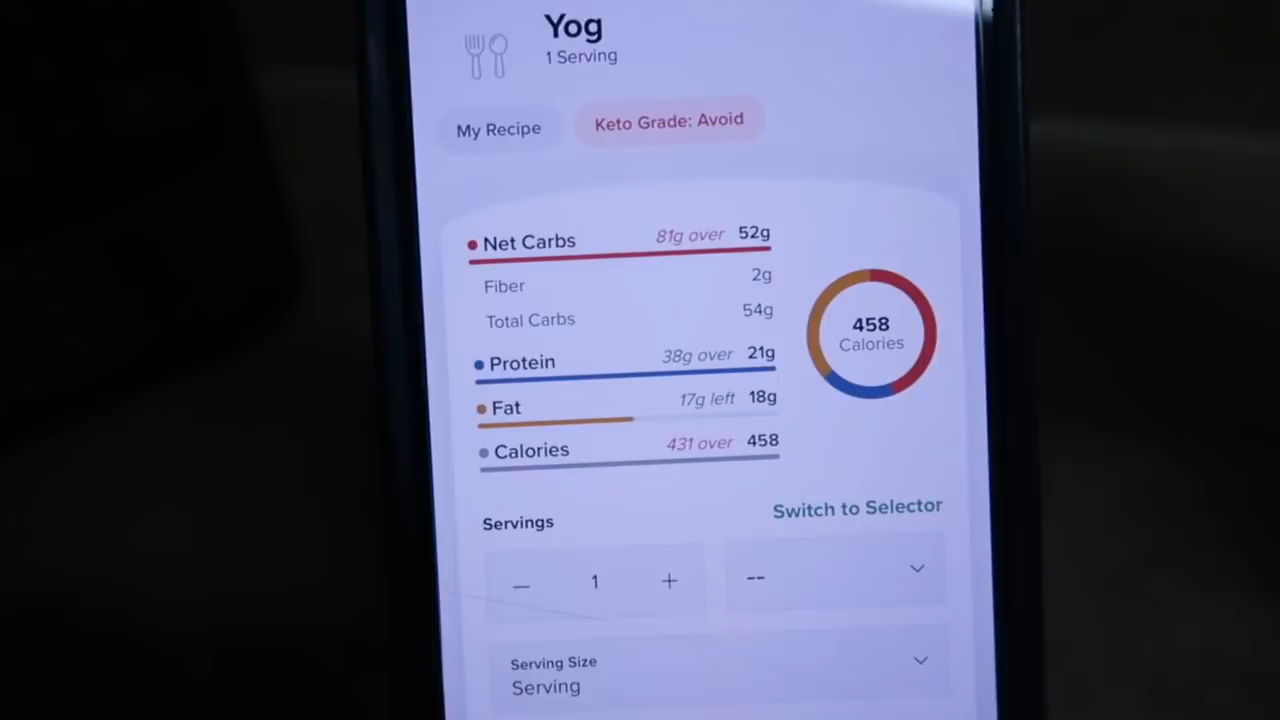 Yog
1 Serving
My Recipe
Keto Grade: Avoid
Net Carbs 81g over 52g
Fiber 2g
Total Carbs 54g
Protein 38g over 21g
Fat 17g left 18g
Calories 431 over 458
458
Calories
Servings
Switch to Selector
– 1 + --
Serving Size
Serving